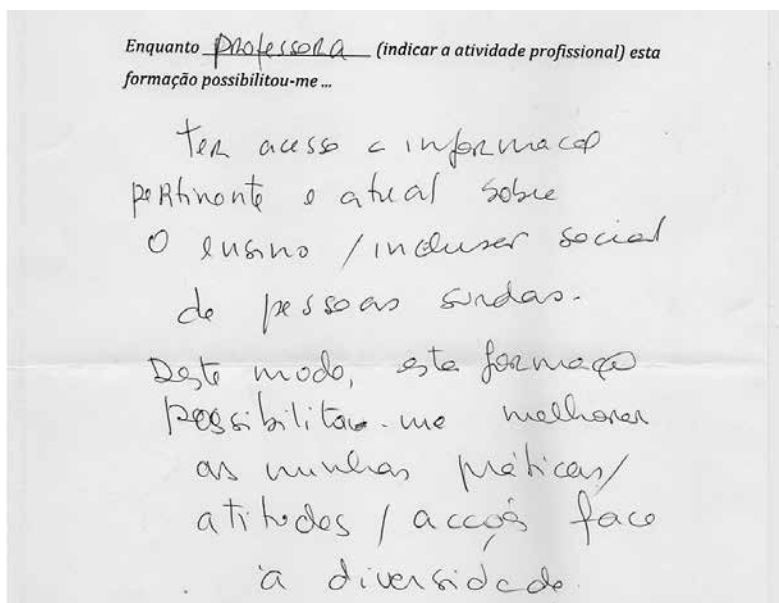 Enquanto professora (indicar a atividade profissional) esta
formação possibilitou-me ...
ter acesso a informação
pertinente e atual sobre
o ensino / inclusão social
de pessoas surdas.
Deste modo, esta formação
possibilitou-me melhorar
as minhas práticas/
atitudes / acções face
à diversidade.